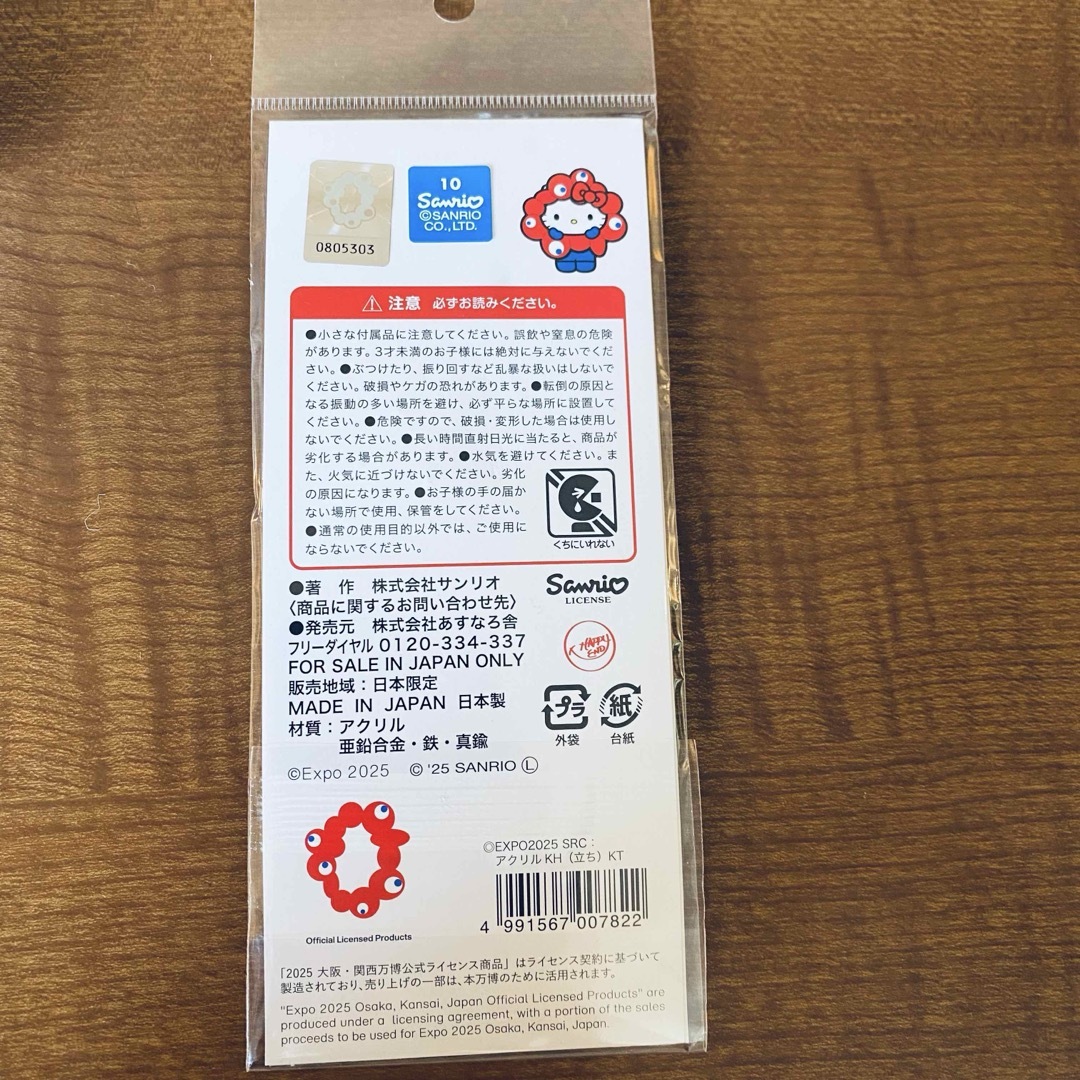 0805303
10
Sanrio
©SANRIO
CO.,LTD.
注意 必ずお読みください。
●小さな付属品に注意してください。誤飲や窒息の危険
があります。3才未満のお子様には絶対に与えないでくだ
さい。●ぶつけたり、振り回すなど乱暴な扱いはしないで
ください。破損やケガの恐れがあります。●転倒の原因と
なる振動の多い場所を避け、必ず平らな場所に設置して
ください。●危険ですので、破損・変形した場合は使用し
ないでください。●長い時間直射日光に当たると、商品が
劣化する場合があります。●水気を避けてください。ま
た、火気に近づけないでください。劣化
の原因になります。●お子様の手の届か
ない場所で使用、保管をしてください。
●通常の使用目的以外では、ご使用に
ならないでください。
くちにいれない
●著 作 株式会社サンリオ
〈商品に関するお問い合わせ先〉
●発売元 株式会社あすなろ舎
フリーダイヤル 0120-334-337
FOR SALE IN JAPAN ONLY
販売地域：日本限定
MADE IN JAPAN 日本製
材質：アクリル
亜鉛合金・鉄・真鍮
©Expo 2025 © '25 SANRIO Ⓛ
Sanrio
LICENSE
K HAPPY
END
プラ
外袋
紙
台紙
Official Licensed Products
©EXPO2025 SRC：
アクリルKH（立ち）KT
4 991567 007822
「2025 大阪・関西万博公式ライセンス商品」はライセンス契約に基づいて
製造されており、売り上げの一部は、本万博のために活用されます。
"Expo 2025 Osaka, Kansai, Japan Official Licensed Products" are
produced under a licensing agreement, with a portion of the sales
proceeds to be used for Expo 2025 Osaka, Kansai, Japan.